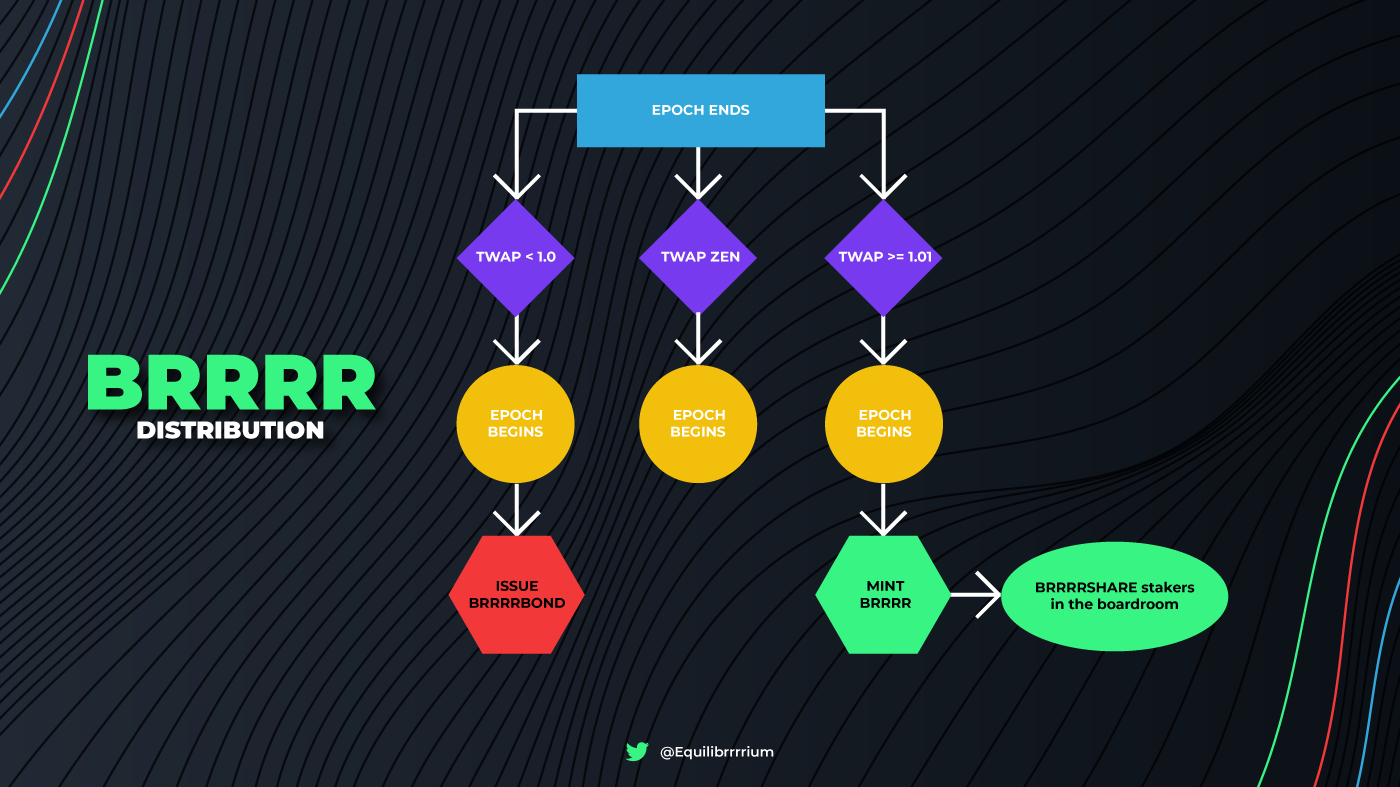 EPOCH ENDS
TWAP < 1.0
TWAP ZEN
TWAP >= 1.01
BRRRR
DISTRIBUTION
EPOCH
BEGINS
EPOCH
BEGINS
EPOCH
BEGINS
ISSUE
BRRRRBOND
MINT
BRRRR
BRRRRSHARE stakers
in the boardroom
@Equilibrrrrium